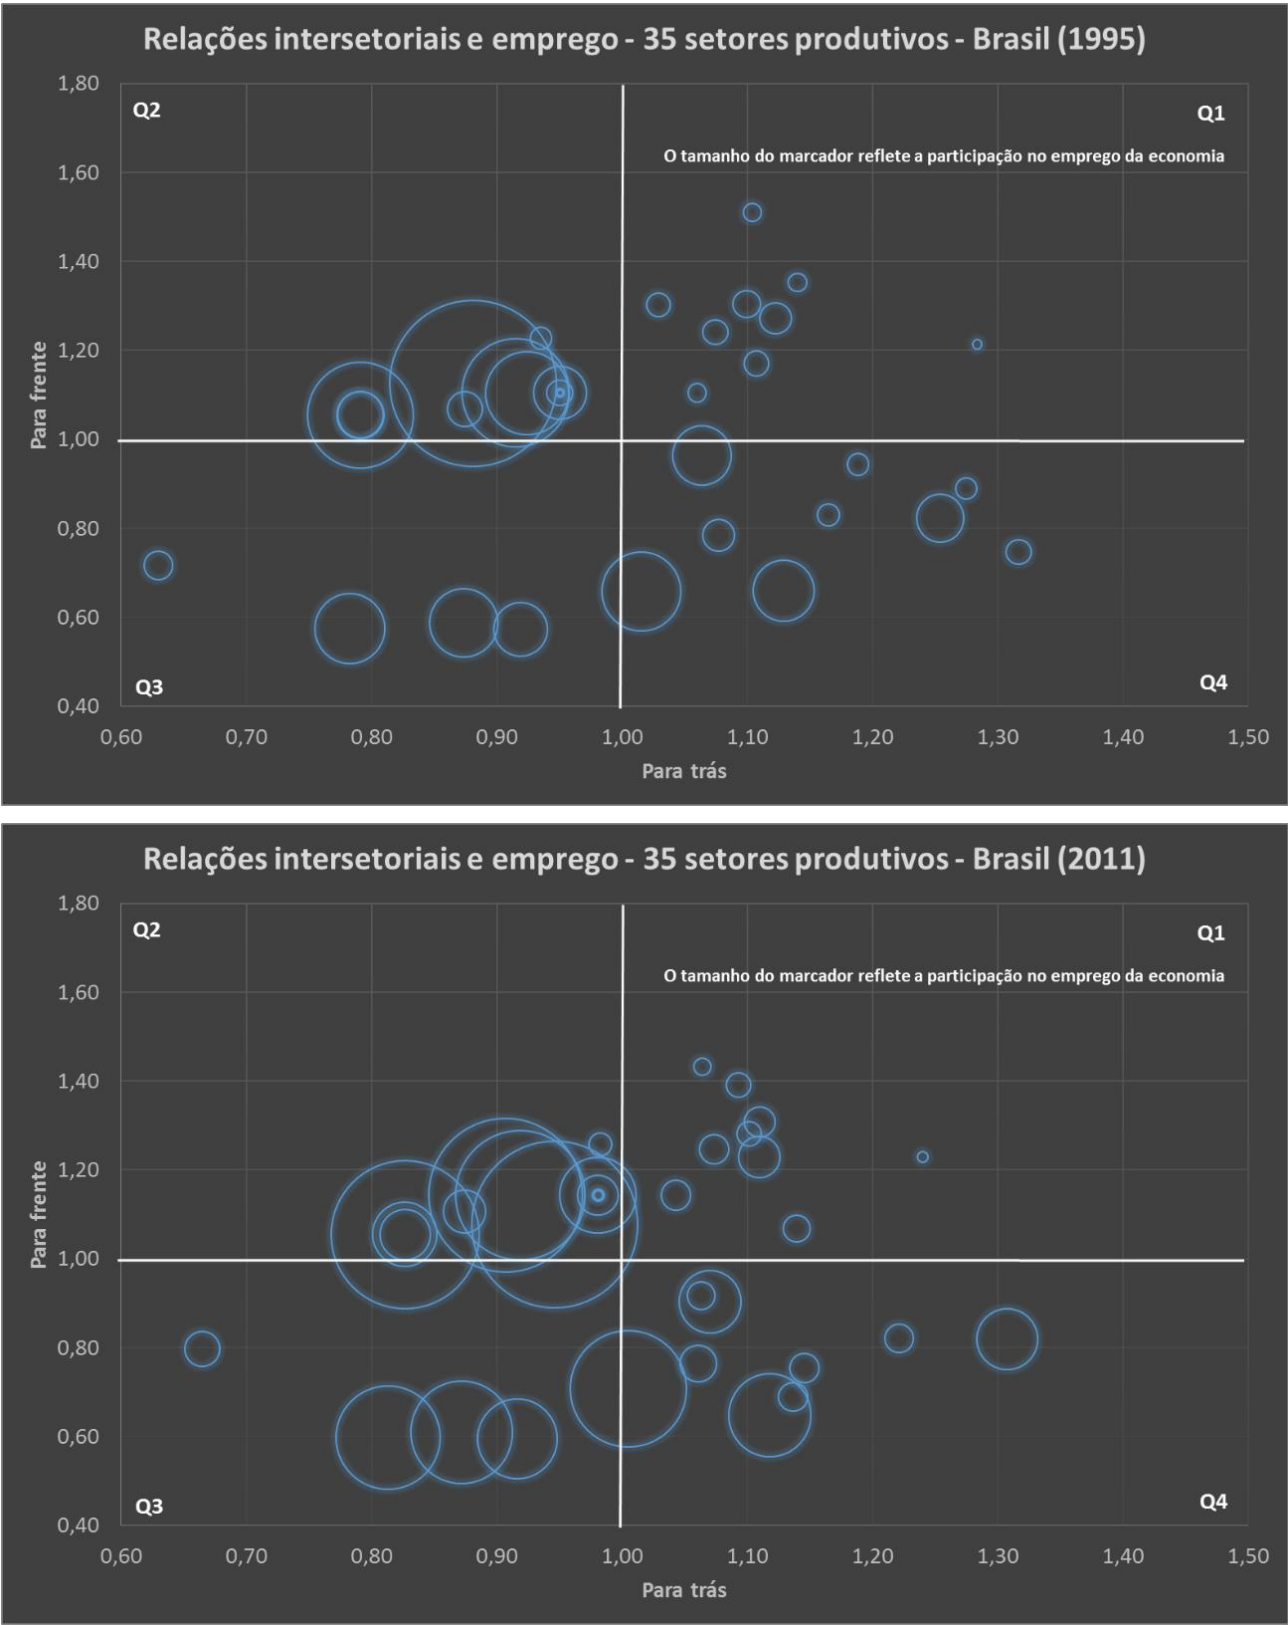 Relações intersetoriais e emprego - 35 setores produtivos - Brasil (1995)
1,80
Q2
Q1
O tamanho do marcador reflete a participação no emprego da economia
1,60
1,40
1,20
Para frente
1,00
0,80
0,60
Q3
Q4
0,40
0,60 0,70 0,80 0,90 1,00 1,10 1,20 1,30 1,40 1,50
Para trás
Relações intersetoriais e emprego - 35 setores produtivos - Brasil (2011)
1,80
Q2
Q1
O tamanho do marcador reflete a participação no emprego da economia
1,60
1,40
1,20
Para frente
1,00
0,80
0,60
Q3
Q4
0,40
0,60 0,70 0,80 0,90 1,00 1,10 1,20 1,30 1,40 1,50
Para trás